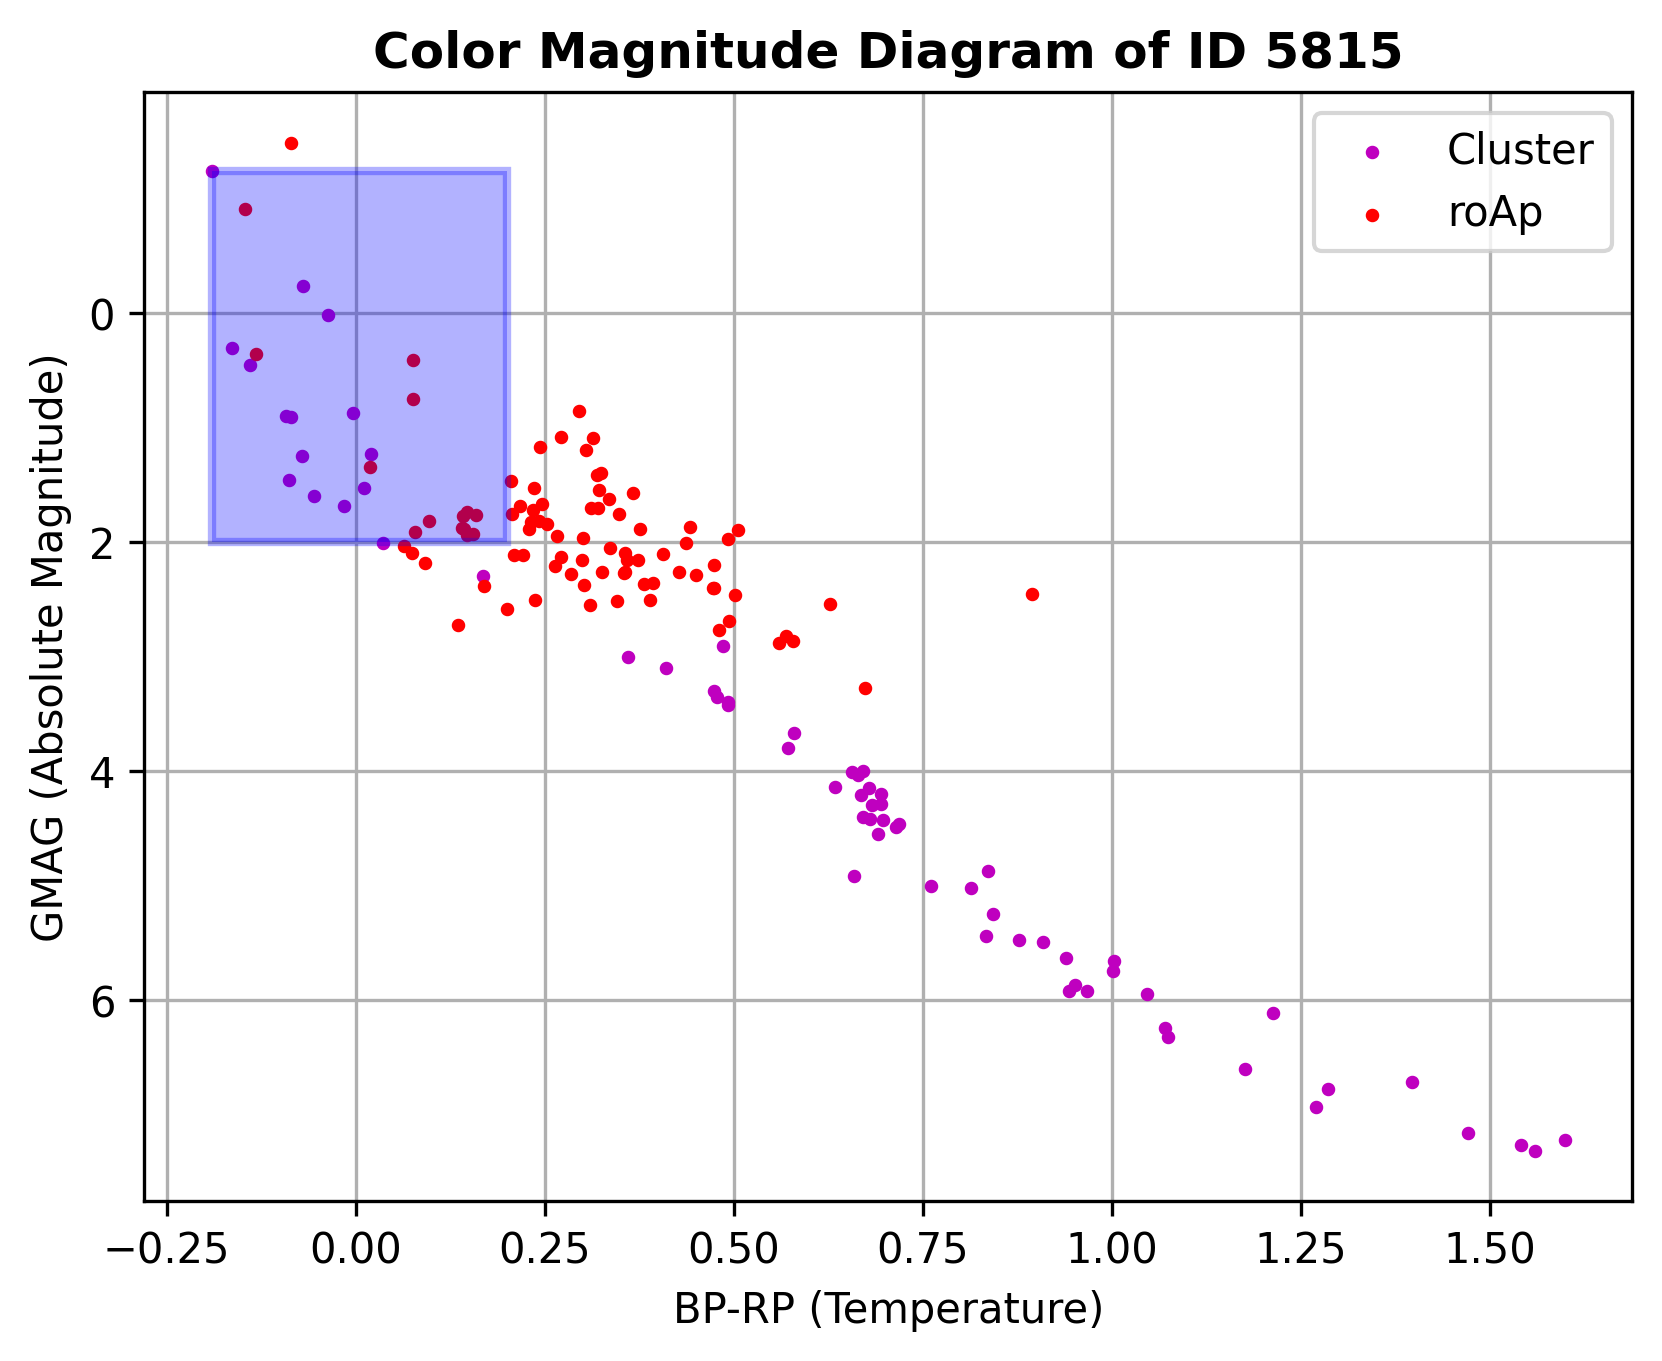 Color Magnitude Diagram of ID 5815
Cluster
roAp
GMAG (Absolute Magnitude)
0
2
4
6
−0.25 0.00 0.25 0.50 0.75 1.00 1.25 1.50
BP-RP (Temperature)